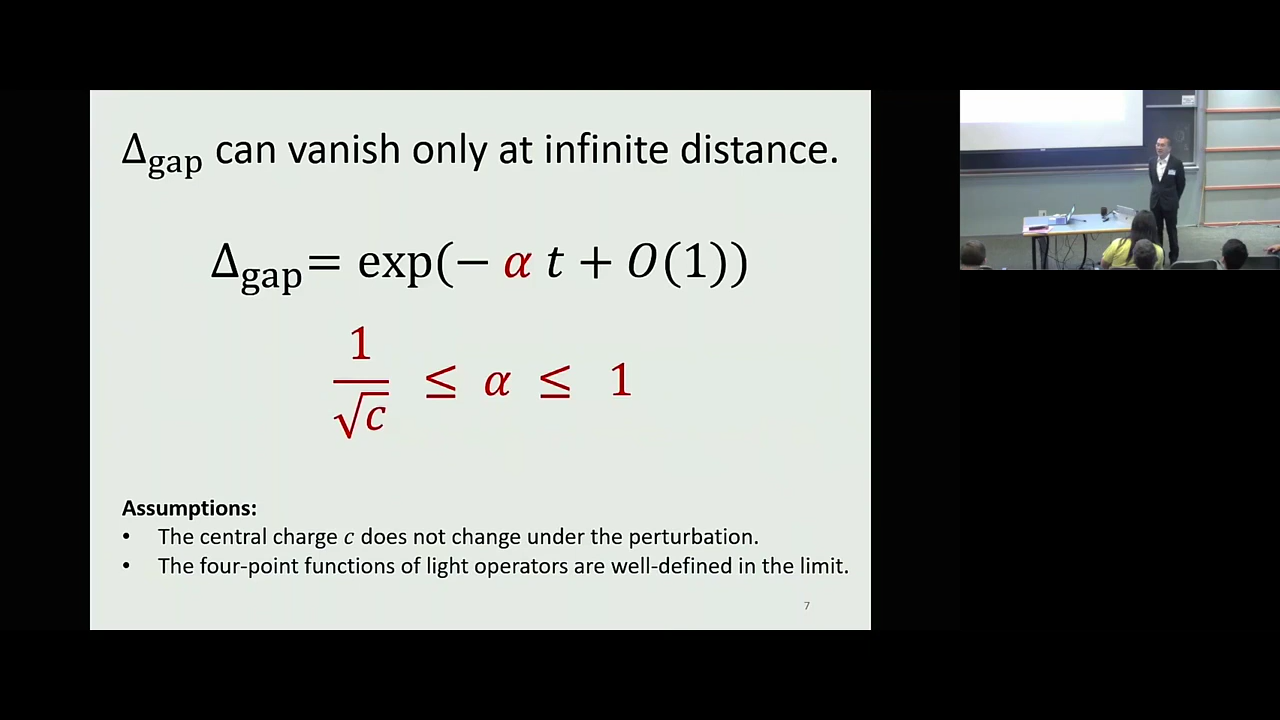 Δgap can vanish only at infinite distance.
Δgap = exp(− α t + O(1))
1/√c ≤ α ≤ 1
Assumptions:
• The central charge c does not change under the perturbation.
• The four-point functions of light operators are well-defined in the limit.
7